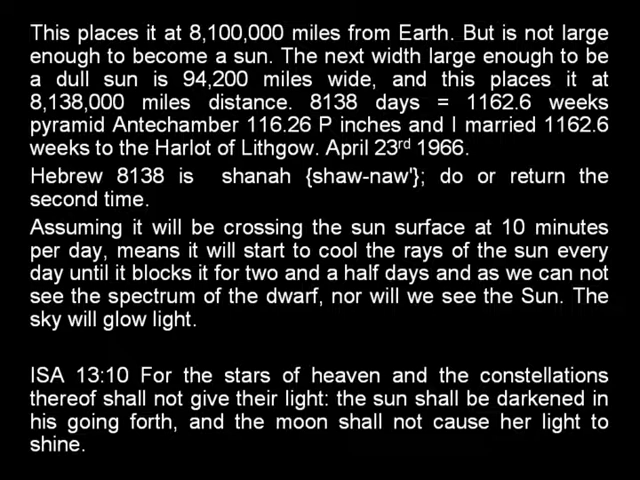 This places it at 8,100,000 miles from Earth. But is not large
enough to become a sun. The next width large enough to be
a dull sun is 94,200 miles wide, and this places it at
8,138,000 miles distance. 8138 days = 1162.6 weeks
pyramid Antechamber 116.26 P inches and I married 1162.6
weeks to the Harlot of Lithgow. April 23rd 1966.
Hebrew 8138 is shanah {shaw-naw'}; do or return the
second time.
Assuming it will be crossing the sun surface at 10 minutes
per day, means it will start to cool the rays of the sun every
day until it blocks it for two and a half days and as we can not
see the spectrum of the dwarf, nor will we see the Sun. The
sky will glow light.
ISA 13:10 For the stars of heaven and the constellations
thereof shall not give their light: the sun shall be darkened in
his going forth, and the moon shall not cause her light to
shine.